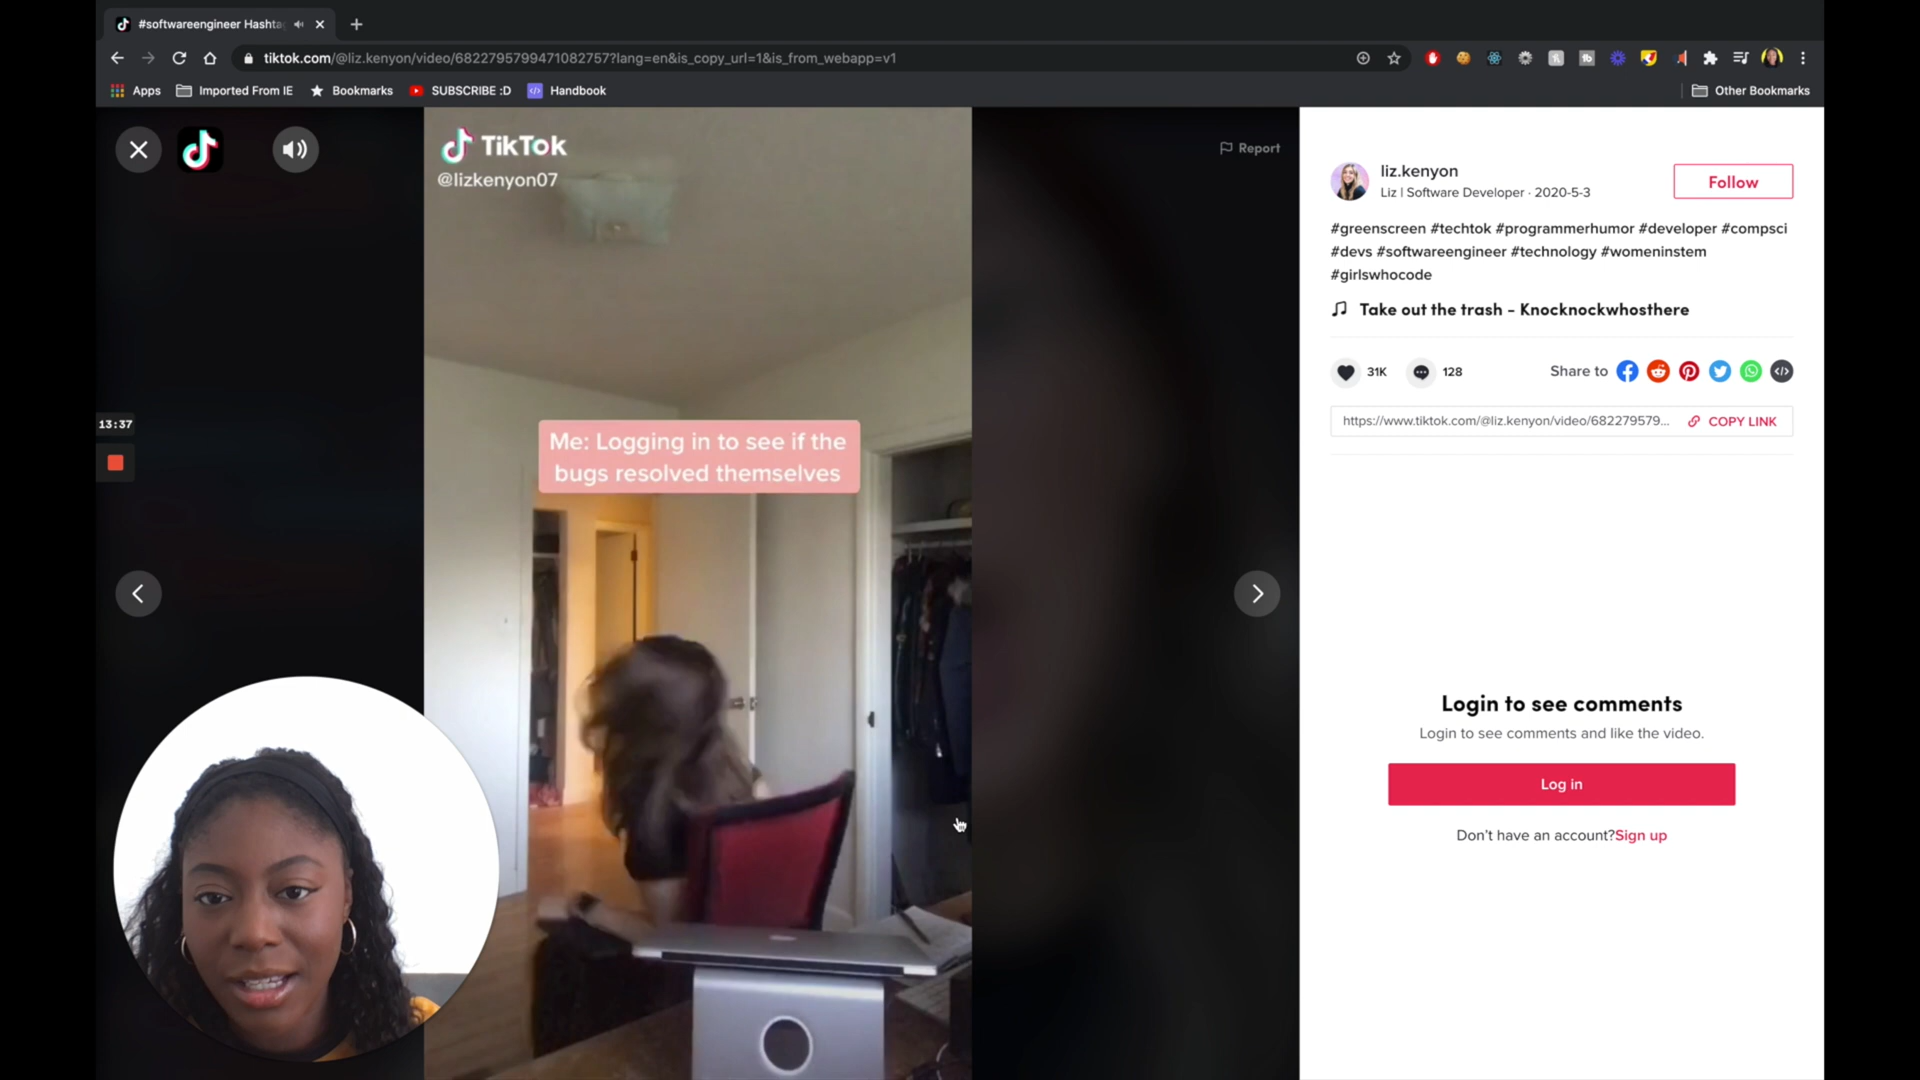 #softwareengineer Hashta
tiktok.com/@liz.kenyon/video/6822795799471082757?lang=en&is_copy_url=1&is_from_webapp=v1
Apps
Imported From IE
Bookmarks
SUBSCRIBE :D
Handbook
Other Bookmarks
TikTok
@lizkenyon07
Report
Me: Logging in to see if the
bugs resolved themselves
13:37
liz.kenyon
Liz | Software Developer · 2020-5-3
Follow
#greenscreen #techtok #programmerhumor #developer #compsci
#devs #softwareengineer #technology #womeninstem
#girlswhocode
Take out the trash - Knocknockwhosthere
31K
128
Share to
https://www.tiktok.com/@liz.kenyon/video/682279579...
COPY LINK
Login to see comments
Login to see comments and like the video.
Log in
Don't have an account?Sign up